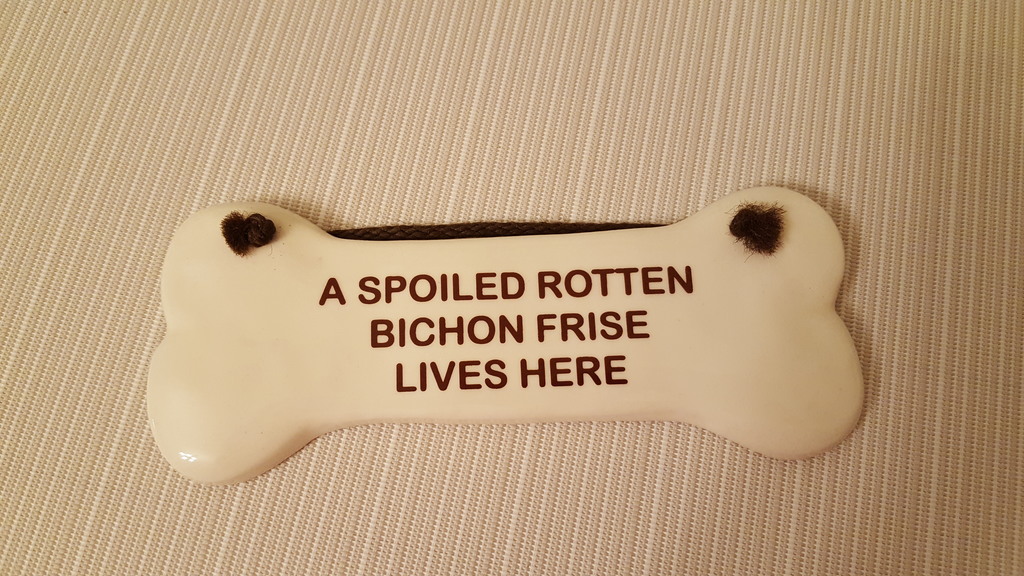 A SPOILED ROTTEN
BICHON FRISE
LIVES HERE